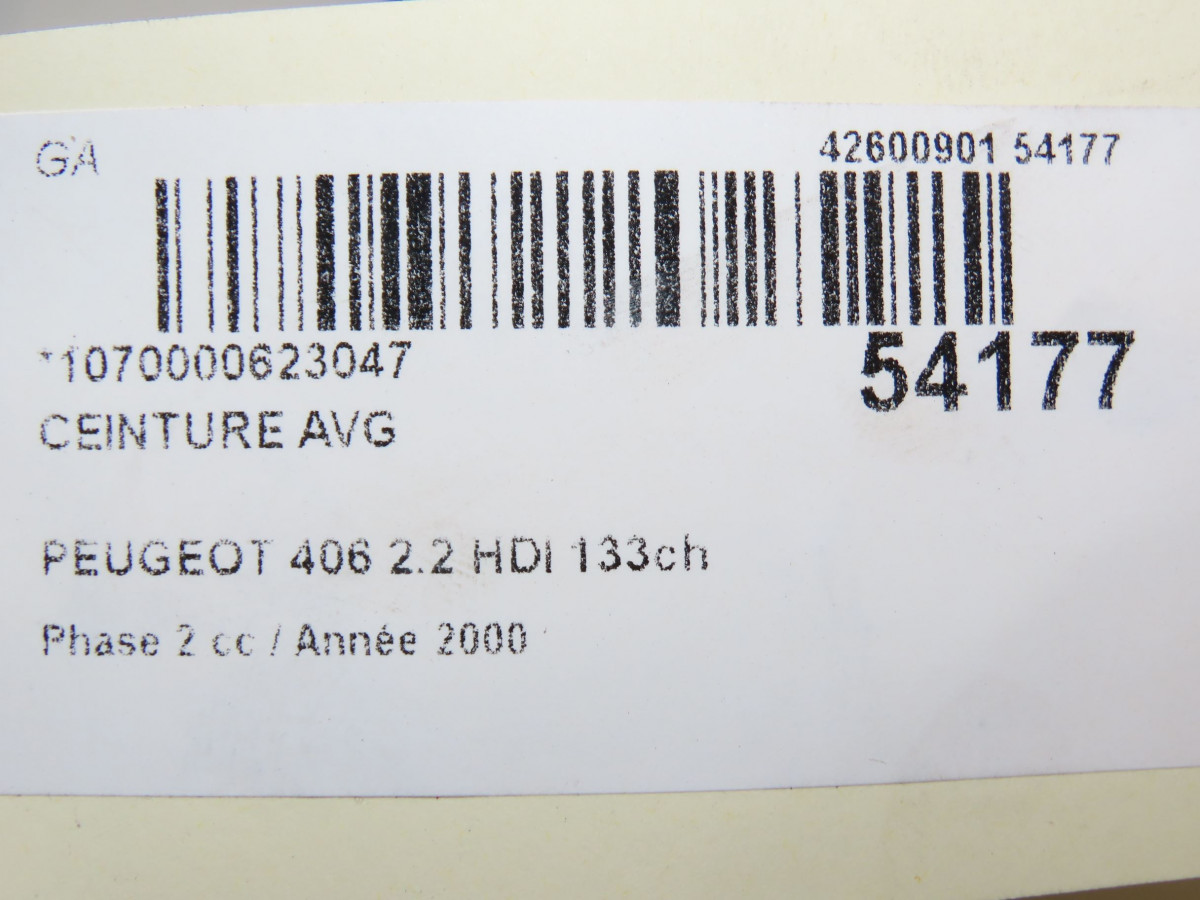 GA
42600901 54177
*1070000623047
54177
CEINTURE AVG
PEUGEOT 406 2.2 HDI 133ch
Phase 2 cc / Année 2000